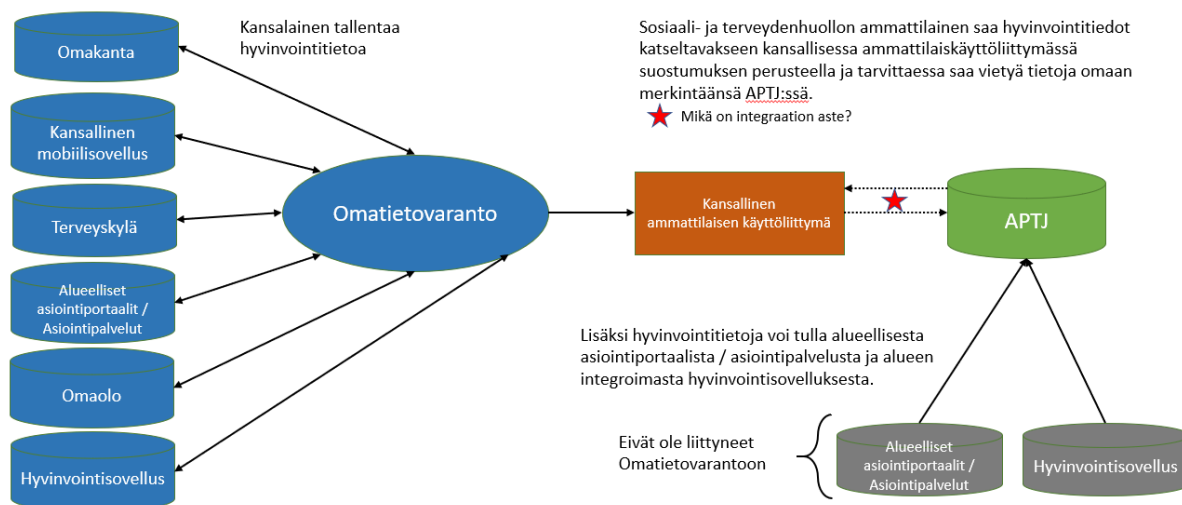 Omakanta
Kansallinen
mobiilisovellus
Terveyskylä
Alueelliset
asiointiportaalit /
Asiointipalvelut
Omaolo
Hyvinvointisovellus
Kansalainen tallentaa
hyvinvointitietoa
Omatietovaranto
Sosiaali- ja terveydenhuollon ammattilainen saa hyvinvointitiedot
katseltavakseen kansallisessa ammattilaiskäyttöliittymässä
suostumuksen perusteella ja tarvittaessa saa vietyä tietoja omaan
merkintäänsä APTJ:ssä.
Mikä on integraation aste?
Kansallinen
ammattilaisen käyttöliittymä
APTJ
Lisäksi hyvinvointitietoja voi tulla alueellisesta
asiointiportaalista / asiointipalvelusta ja alueen
integroimasta hyvinvointisovelluksesta.
Eivät ole liittyneet
Omatietovarantoon
Alueelliset
asiointiportaalit /
Asiointipalvelut
Hyvinvointisovellus